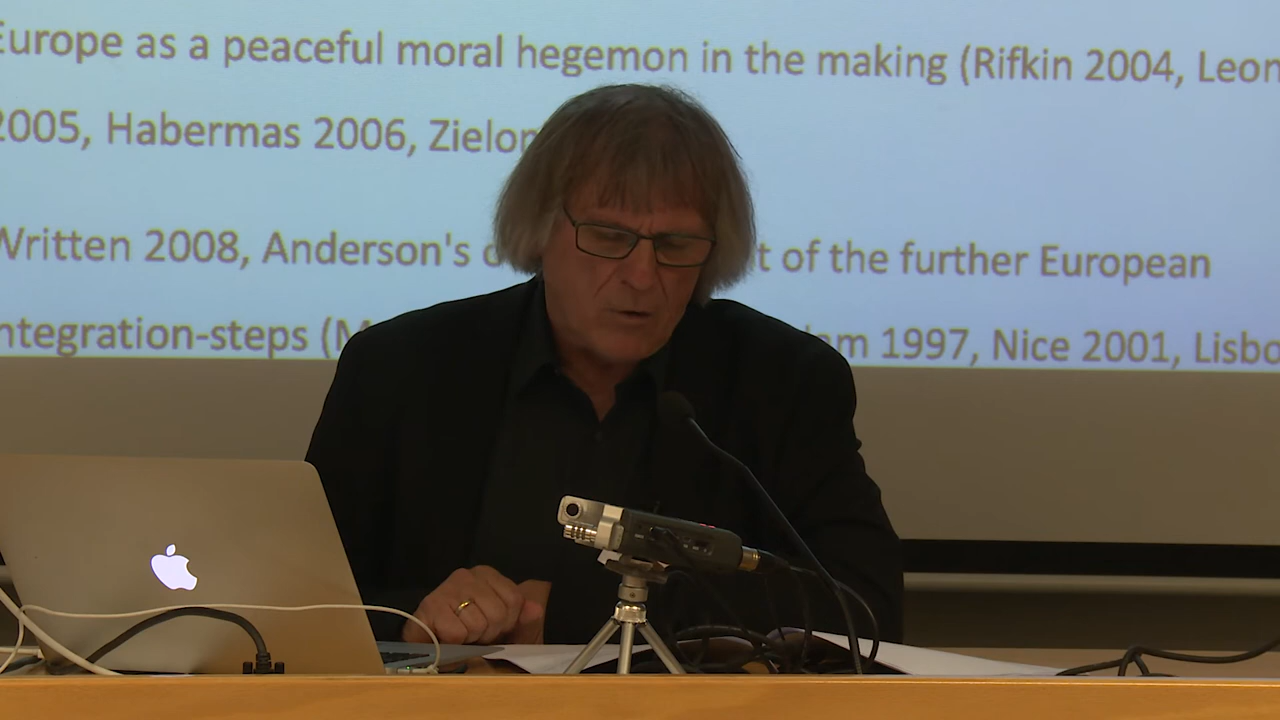 Europe as a peaceful moral hegemon in the making (Rifkin 2004, Leon
2005, Habermas 2006, Zielon
Written 2008, Anderson's d t of the further European
ntegration-steps (M am 1997, Nice 2001, Lisbo